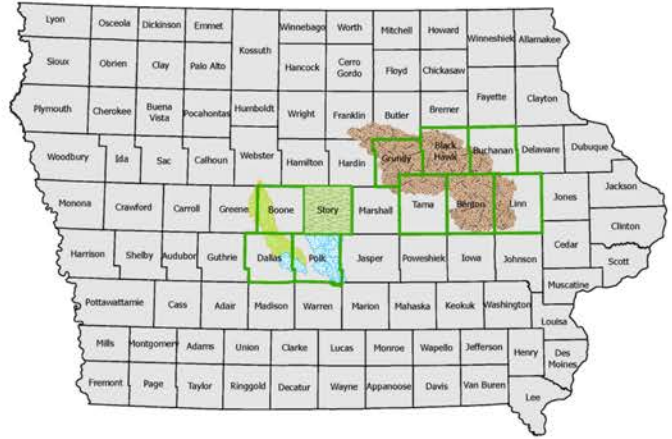 Lyon Osceola Dickinson Emmet Winnebago Worth Mitchell Howard
Kossuth Winneshiek Allamakee
Sioux Obrien Clay Palo Alto Hancock Cerro Gordo Floyd Chickasaw
Plymouth Cherokee Buena Vista Pocahontas Humboldt Wright Franklin Butler Bremer Fayette Clayton
Woodbury Ida Sac Calhoun Webster Hamilton Hardin Grundy Black Hawk Buchanan Delaware Dubuque
Monona Crawford Carroll Greene Boone Story Marshall Tama Benton Linn Jones Jackson
Clinton
Harrison Shelby Audubor Guthrie Dallas Polk Jasper Poweshiek Iowa Johnson Cedar Scott
Muscatine
Pottawattamie Cass Adair Madison Warren Marion Mahaska Keokuk Washington
Louisa
Mills Montgomery Adams Union Clarke Lucas Monroe Wapello Jefferson Henry Des Moines
Fremont Page Taylor Ringgold Decatur Wayne Appanoose Davis Van Buren
Lee